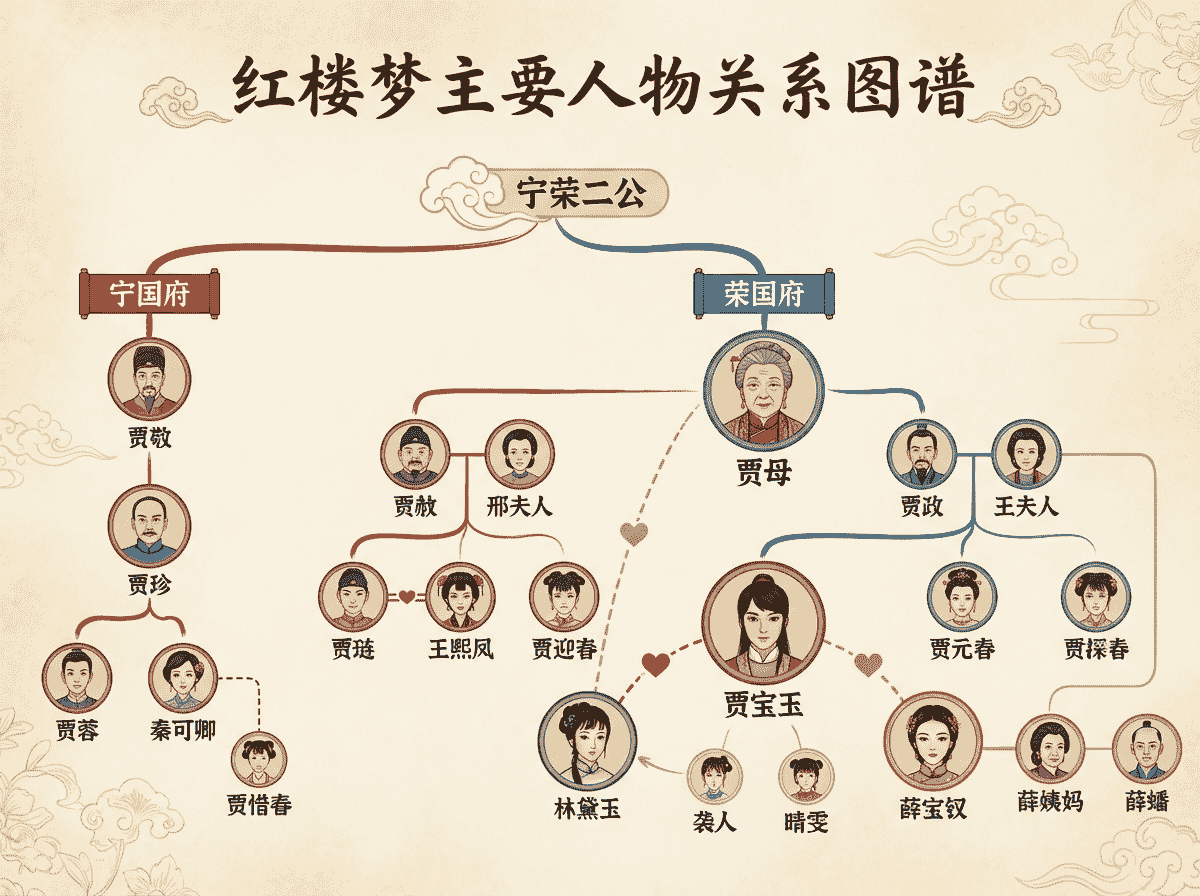 红楼梦主要人物关系图谱
宁荣二公
宁国府
荣国府
贾敬
贾母
贾赦
邢夫人
贾政
王夫人
贾珍
贾琏
王熙凤
贾迎春
贾元春
贾探春
贾宝玉
贾蓉
秦可卿
贾惜春
林黛玉
袭人
晴雯
薛宝钗
薛姨妈
薛蟠